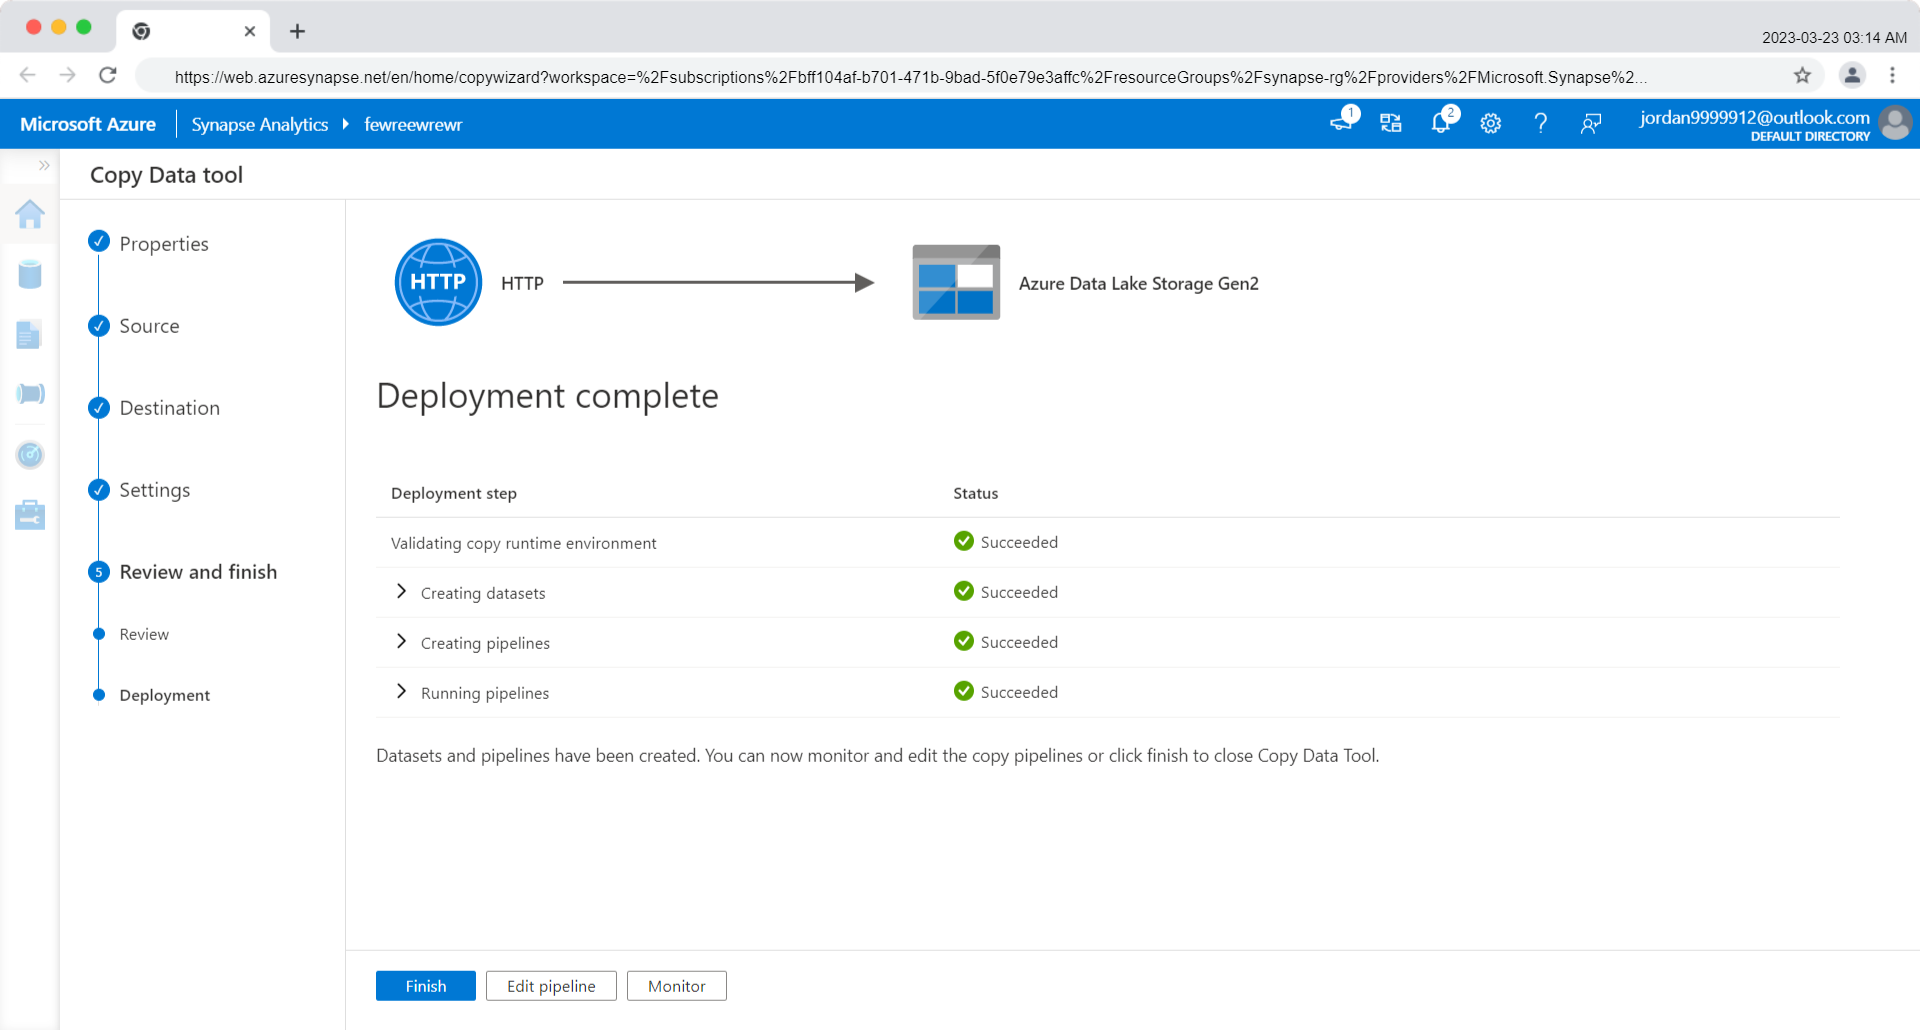 2023-03-23 03:14 AM
https://web.azuresynapse.net/en/home/copywizard?workspace=%2Fsubscriptions%2Fbff104af-b701-471b-9bad-5f0e79e3affc%2FresourceGroups%2Fsynapse-rg%2Fproviders%2FMicrosoft.Synapse%2...
Microsoft Azure Synapse Analytics fewreewrewr 1 2 jordan9999912@outlook.com
DEFAULT DIRECTORY
Copy Data tool
Properties
Source
Destination
Settings
5 Review and finish
Review
Deployment
HTTP HTTP Azure Data Lake Storage Gen2
Deployment complete
Deployment step Status
Validating copy runtime environment Succeeded
Creating datasets Succeeded
Creating pipelines Succeeded
Running pipelines Succeeded
Datasets and pipelines have been created. You can now monitor and edit the copy pipelines or click finish to close Copy Data Tool.
Finish Edit pipeline Monitor